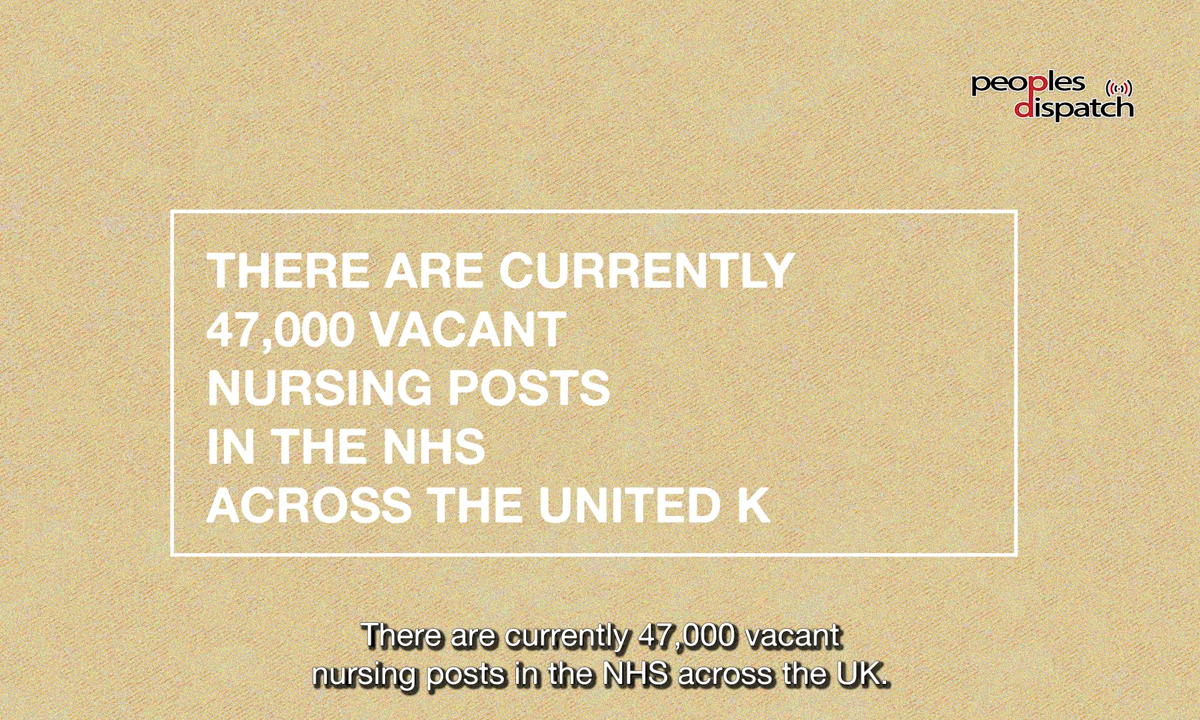 peoples
dispatch
THERE ARE CURRENTLY
47,000 VACANT
NURSING POSTS
IN THE NHS
ACROSS THE UNITED K
There are currently 47,000 vacant
nursing posts in the NHS across the UK.